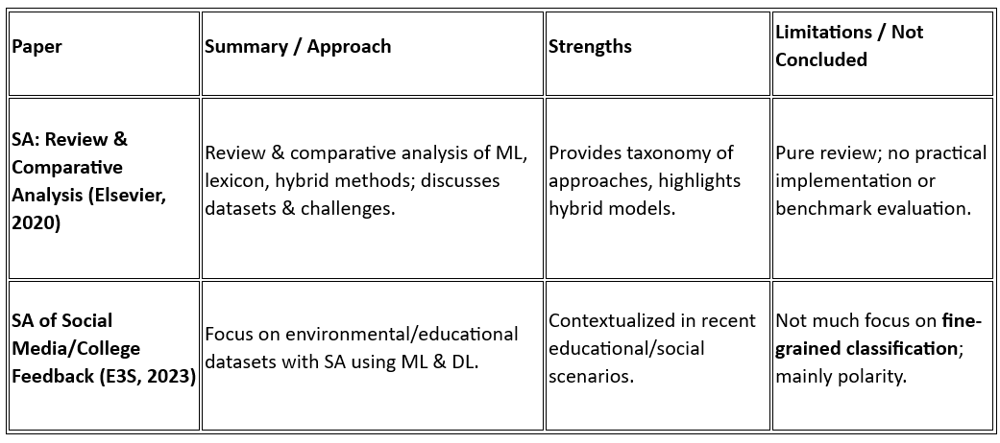 Paper
Summary / Approach
Strengths
Limitations / Not
Concluded
SA: Review &
Comparative
Analysis (Elsevier,
2020)
Review & comparative analysis of ML,
lexicon, hybrid methods; discusses
datasets & challenges.
Provides taxonomy of
approaches, highlights
hybrid models.
Pure review; no practical
implementation or
benchmark evaluation.
SA of Social
Media/College
Feedback (E3S, 2023)
Focus on environmental/educational
datasets with SA using ML & DL.
Contextualized in recent
educational/social
scenarios.
Not much focus on fine-
grained classification;
mainly polarity.